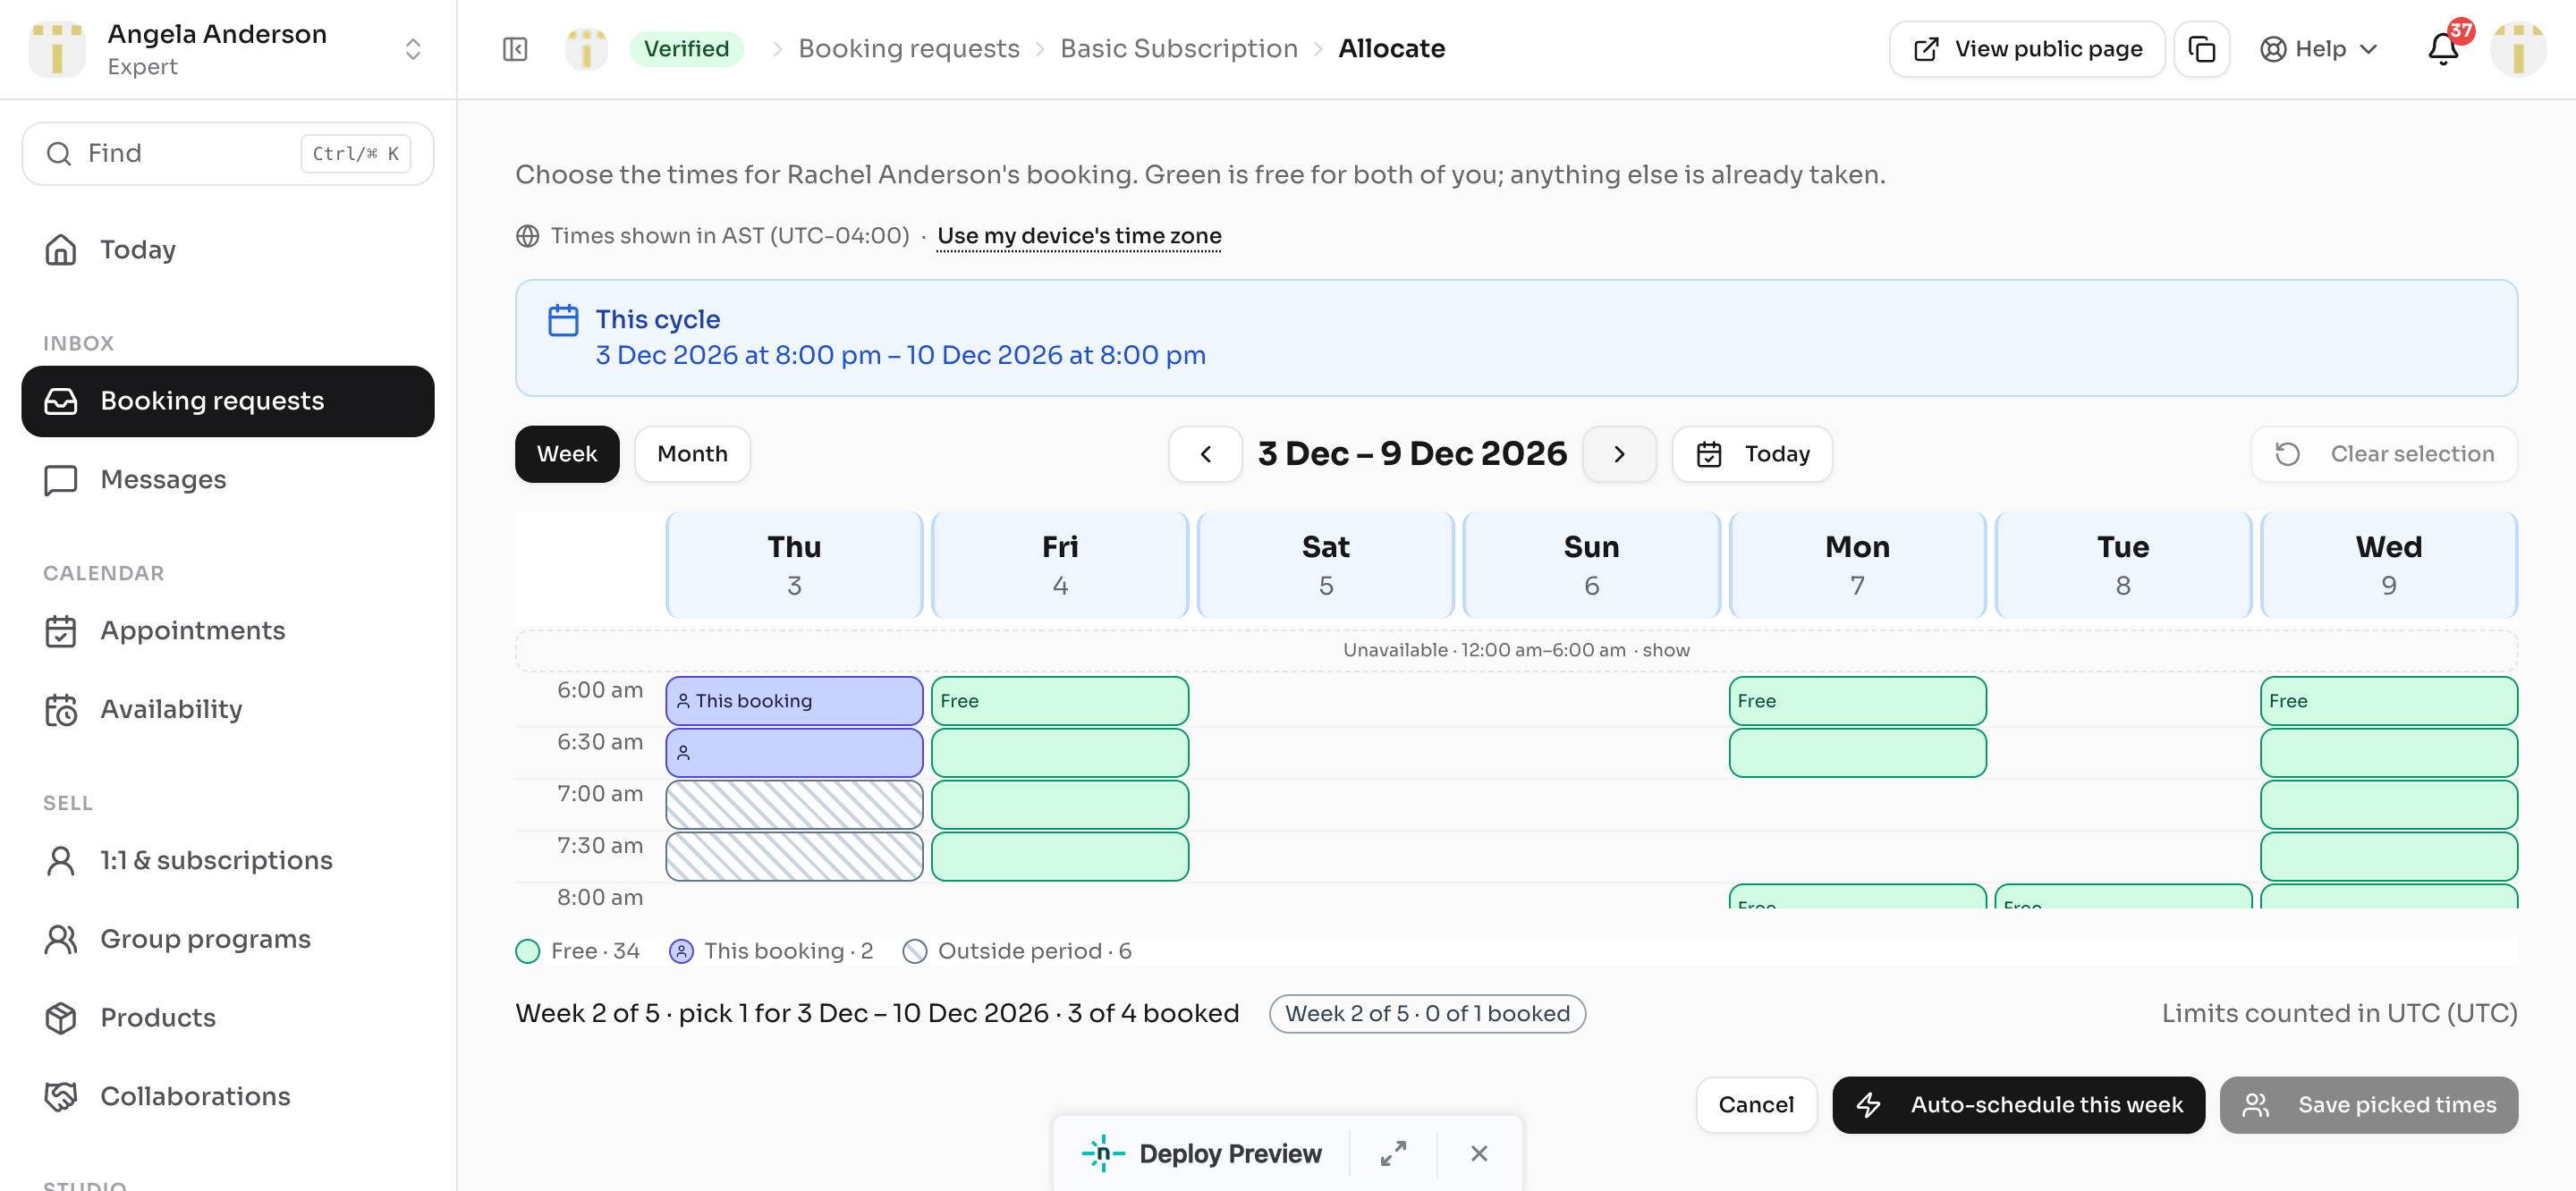 Angela Anderson
Expert
Verified
Booking requests
Basic Subscription
Allocate
View public page
Help
37
Find
Ctrl/⌘ K
Today
INBOX
Booking requests
Messages
CALENDAR
Appointments
Availability
SELL
1:1 & subscriptions
Group programs
Products
Collaborations
STUDIO
Choose the times for Rachel Anderson's booking. Green is free for both of you; anything else is already taken.
Times shown in AST (UTC-04:00) · Use my device's time zone
This cycle
3 Dec 2026 at 8:00 pm – 10 Dec 2026 at 8:00 pm
Week
Month
3 Dec – 9 Dec 2026
Today
Clear selection
Thu
3
Fri
4
Sat
5
Sun
6
Mon
7
Tue
8
Wed
9
Unavailable · 12:00 am–6:00 am · show
6:00 am
This booking
Free
Free
Free
6:30 am
7:00 am
7:30 am
8:00 am
Free
Free
Free · 34
This booking · 2
Outside period · 6
Week 2 of 5 · pick 1 for 3 Dec – 10 Dec 2026 · 3 of 4 booked
Week 2 of 5 · 0 of 1 booked
Limits counted in UTC (UTC)
Cancel
Auto-schedule this week
Save picked times
n
Deploy Preview